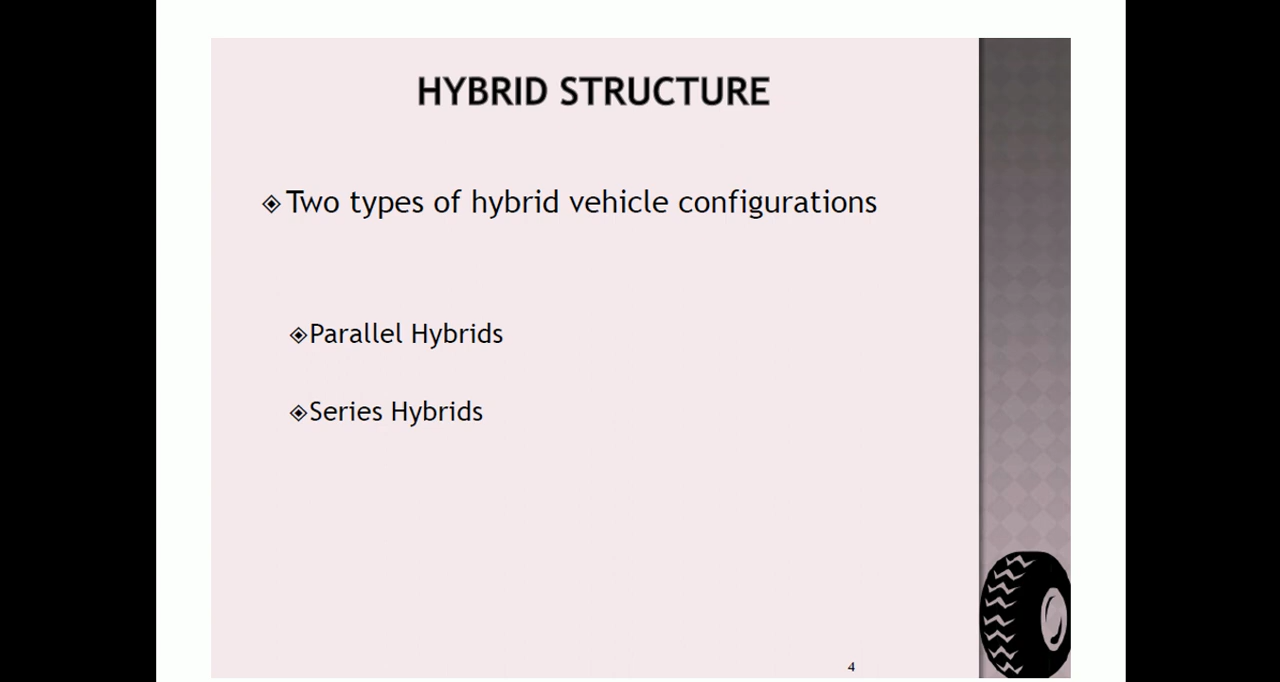 HYBRID STRUCTURE
Two types of hybrid vehicle configurations
Parallel Hybrids
Series Hybrids
4